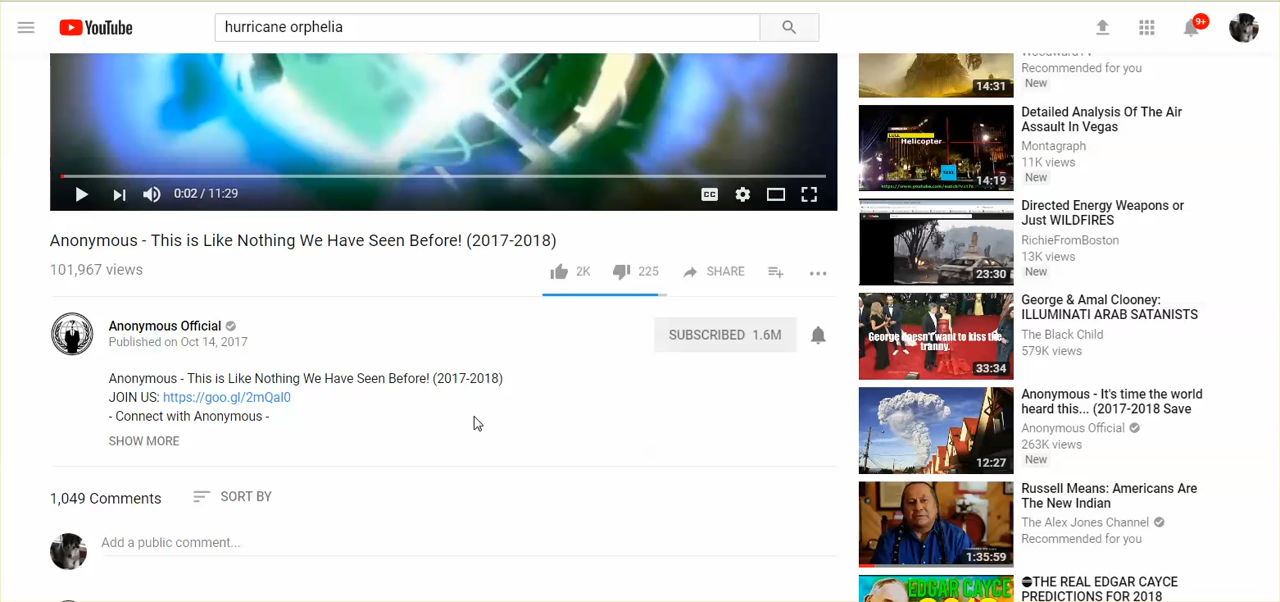 YouTube
hurricane orphelia
9+
0:02 / 11:29
CC
Anonymous - This is Like Nothing We Have Seen Before! (2017-2018)
101,967 views
2K
225
SHARE
Anonymous Official
Published on Oct 14, 2017
SUBSCRIBED 1.6M
Anonymous - This is Like Nothing We Have Seen Before! (2017-2018)
JOIN US: https://goo.gl/2mQaI0
- Connect with Anonymous -
SHOW MORE
1,049 Comments
SORT BY
Add a public comment...
14:31
Recommended for you
New
Helicopter
14:19
Detailed Analysis Of The Air
Assault In Vegas
Montagraph
11K views
New
23:30
Directed Energy Weapons or
Just WILDFIRES
RichieFromBoston
13K views
New
George doesn't want to kiss the
tranny.
33:34
George & Amal Clooney:
ILLUMINATI ARAB SATANISTS
The Black Child
579K views
12:27
Anonymous - It's time the world
heard this... (2017-2018 Save
Anonymous Official
263K views
New
1:35:59
Russell Means: Americans Are
The New Indian
The Alex Jones Channel
Recommended for you
EDGAR CAYCE
THE REAL EDGAR CAYCE
PREDICTIONS FOR 2018